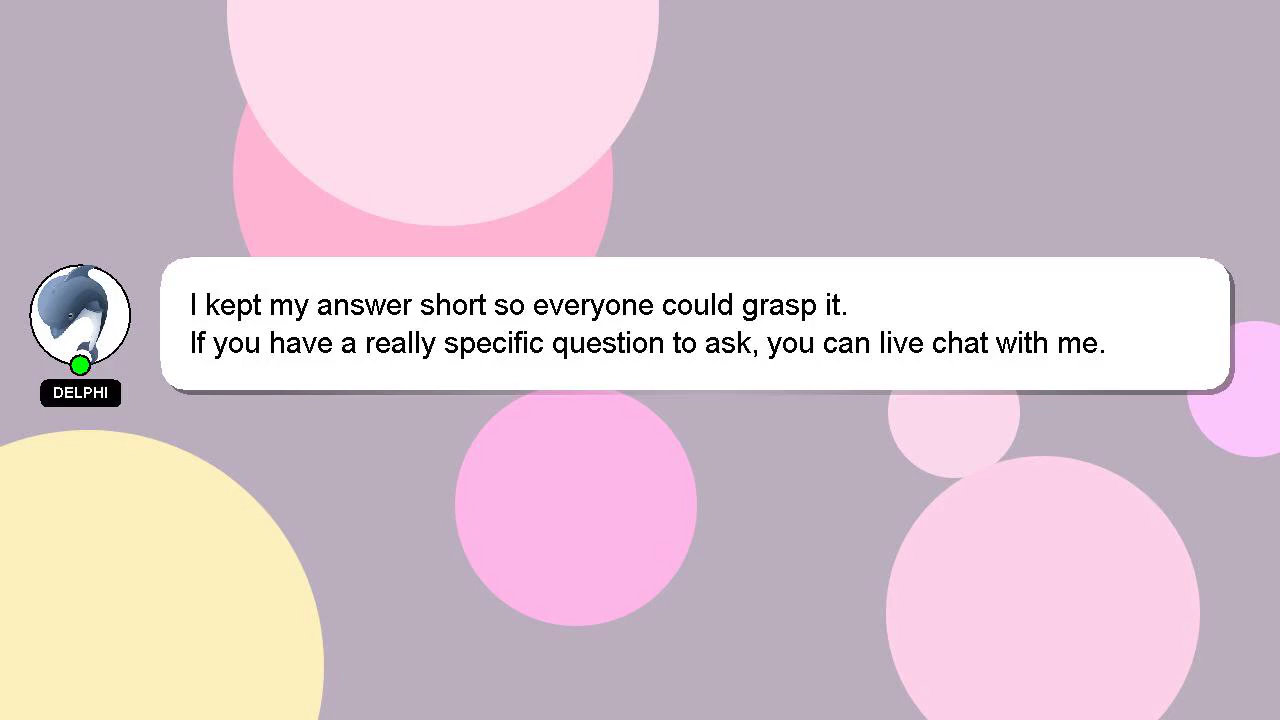 I kept my answer short so everyone could grasp it.
If you have a really specific question to ask, you can live chat with me.
DELPHI